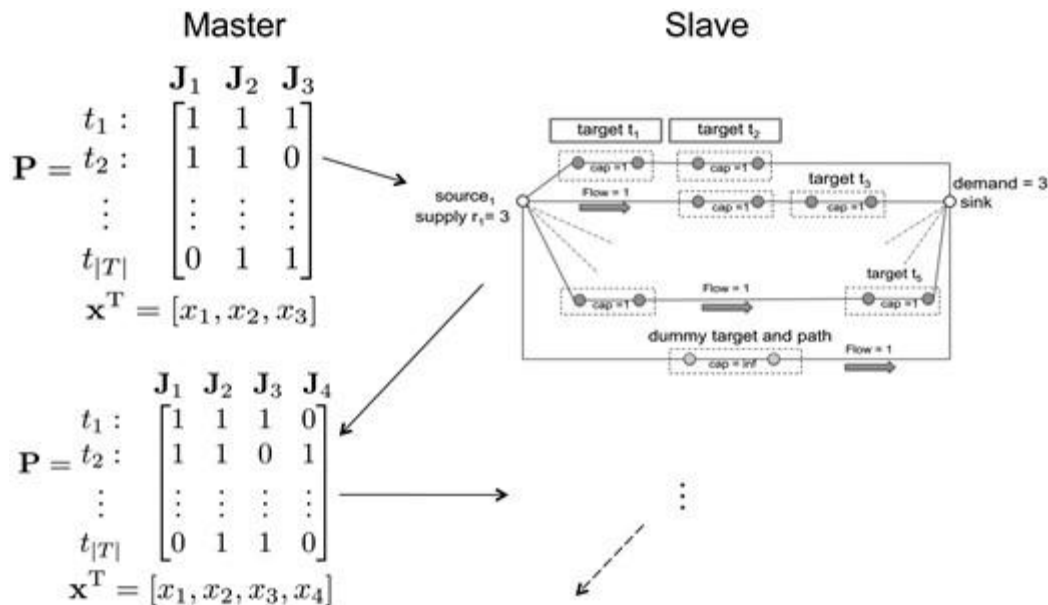 Master
J₁ J₂ J₃
t₁ : 1 1 1
P = t₂ : 1 1 0
⋮ ⋮ ⋮ ⋮
t|T| 0 1 1
xᵀ = [x₁, x₂, x₃]
J₁ J₂ J₃ J₄
t₁ : 1 1 1 0
P = t₂ : 1 1 0 1
⋮ ⋮ ⋮ ⋮ ⋮
t|T| 0 1 1 0
xᵀ = [x₁, x₂, x₃, x₄]
Slave
target t₁ target t₂
cap =1 cap =1
target t₃
source₁
supply r₁= 3
Flow = 1
cap =1 cap =1
demand = 3
sink
target t₅
Flow = 1
cap =1 cap =1
dummy target and path
cap = inf
Flow = 1
⋮